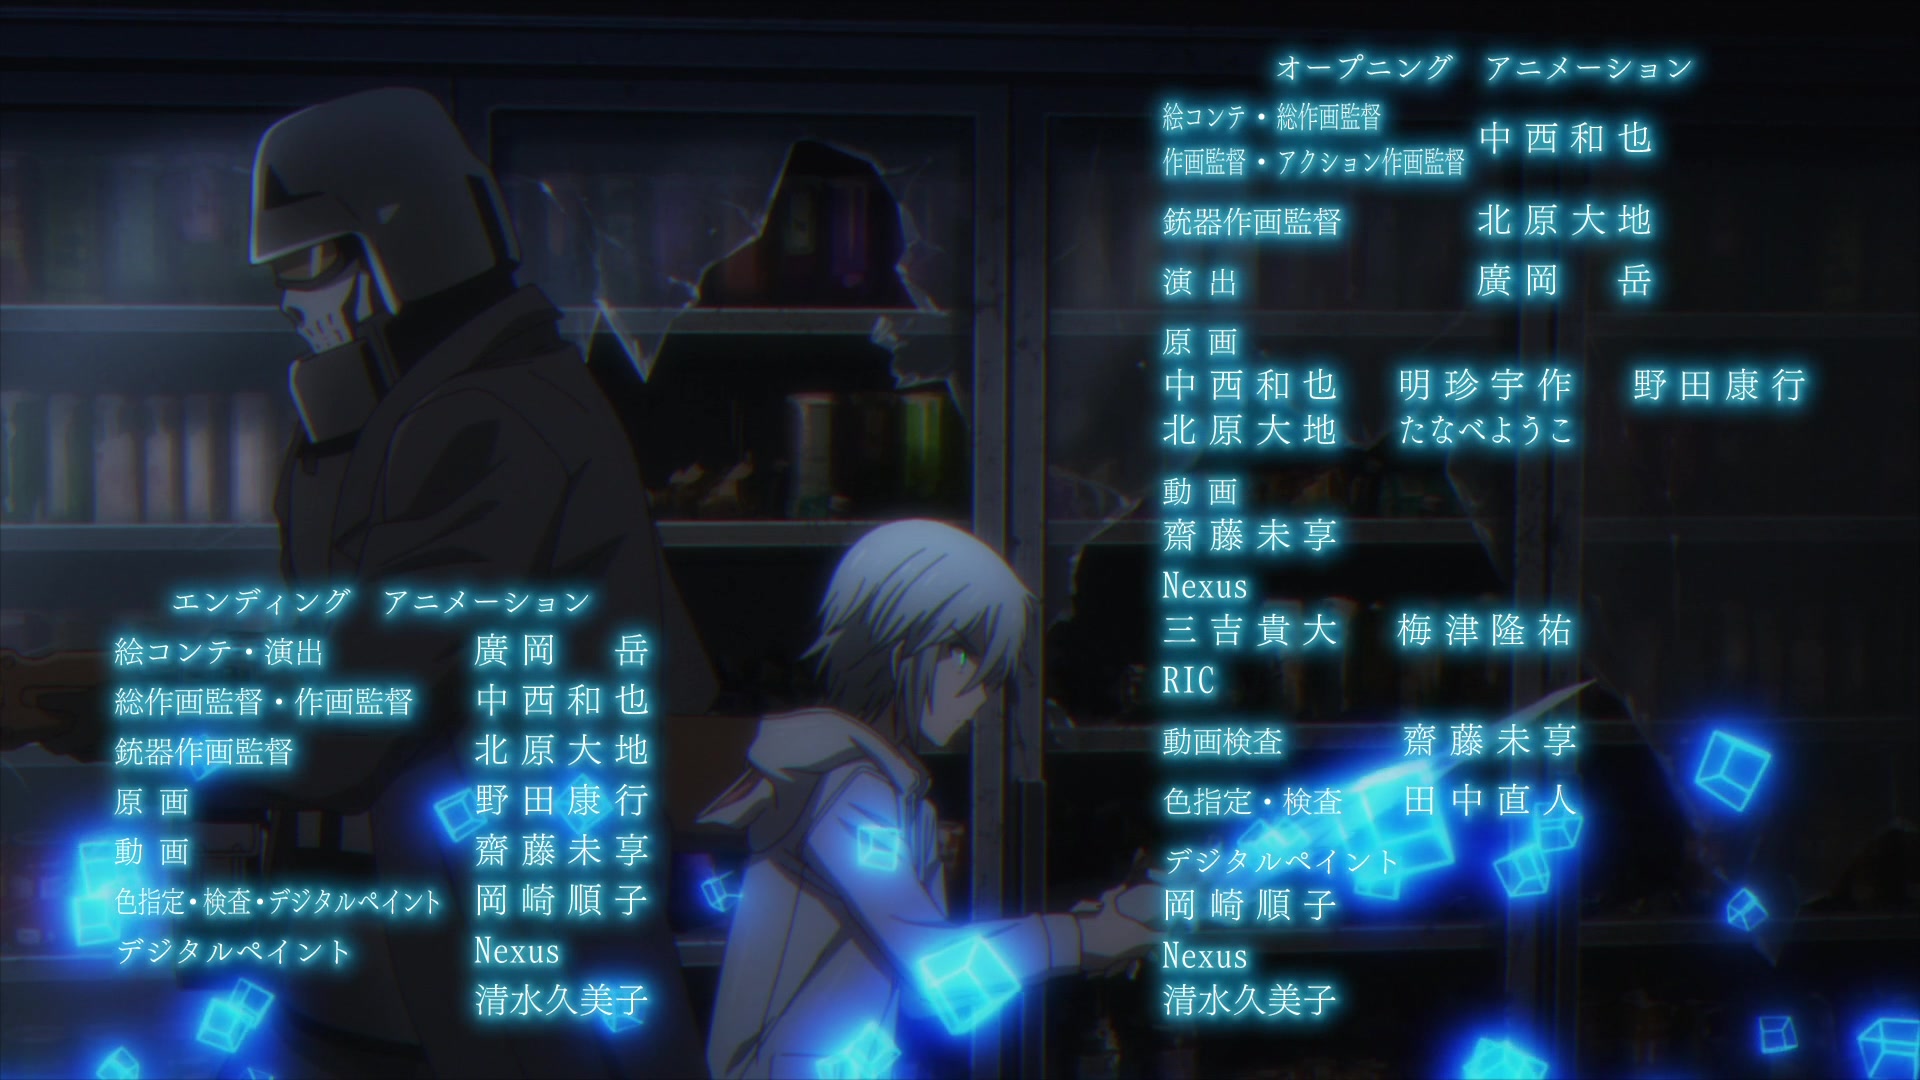 エンディング　アニメーション
絵コンテ・演出　廣岡　岳
総作画監督・作画監督　中西和也
銃器作画監督　北原大地
原画　野田康行
動画　齋藤未享
色指定・検査・デジタルペイント　岡崎順子
デジタルペイント　Nexus
清水久美子
オープニング　アニメーション
絵コンテ・総作画監督
作画監督・アクション作画監督　中西和也
銃器作画監督　北原大地
演出　廣岡　岳
原画
中西和也　明珍宇作　野田康行
北原大地　たなべようこ
動画
齋藤未享
Nexus
三吉貴大　梅津隆祐
RIC
動画検査　齋藤未享
色指定・検査　田中直人
デジタルペイント
岡崎順子
Nexus
清水久美子